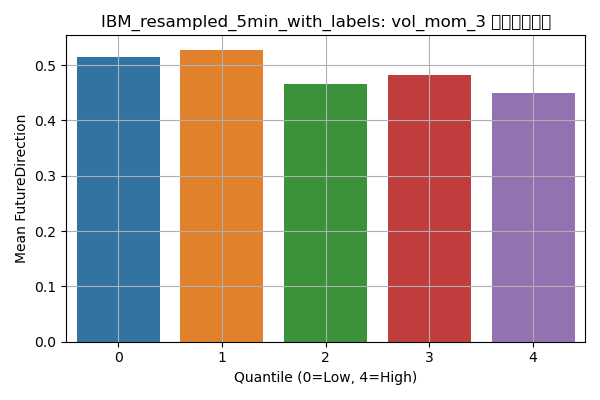 IBM_resampled_5min_with_labels: vol_mom_3
0.5
0.4
0.3
0.2
0.1
0.0
Mean FutureDirection
0 1 2 3 4
Quantile (0=Low, 4=High)